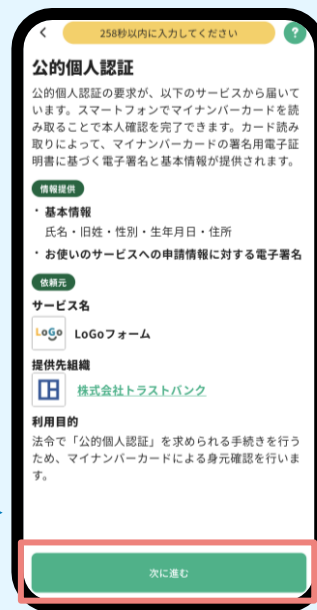 258秒以内に入力してください
?
公的個人認証
公的個人認証の要求が、以下のサービスから届いて
います。スマートフォンでマイナンバーカードを読
み取ることで本人確認を完了できます。カード読み
取りによって、マイナンバーカードの署名用電子証
明書に基づく電子署名と基本情報が提供されます。
情報提供
・基本情報
氏名・旧姓・性別・生年月日・住所
・お使いのサービスへの申請情報に対する電子署名
依頼元
サービス名
LoGo LoGoフォーム
提供先組織
株式会社トラストバンク
利用目的
法令で「公的個人認証」を求められる手続きを行う
ため、マイナンバーカードによる身元確認を行いま
す。
次に進む